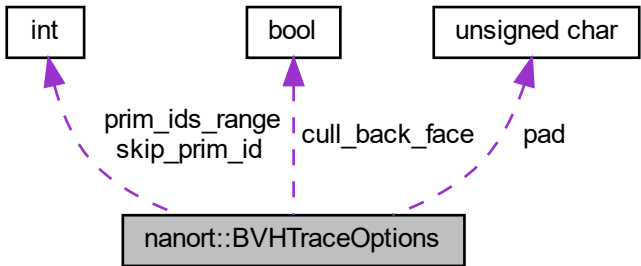 int
bool
unsigned char
prim_ids_range
skip_prim_id
cull_back_face
pad
nanort::BVHTraceOptions